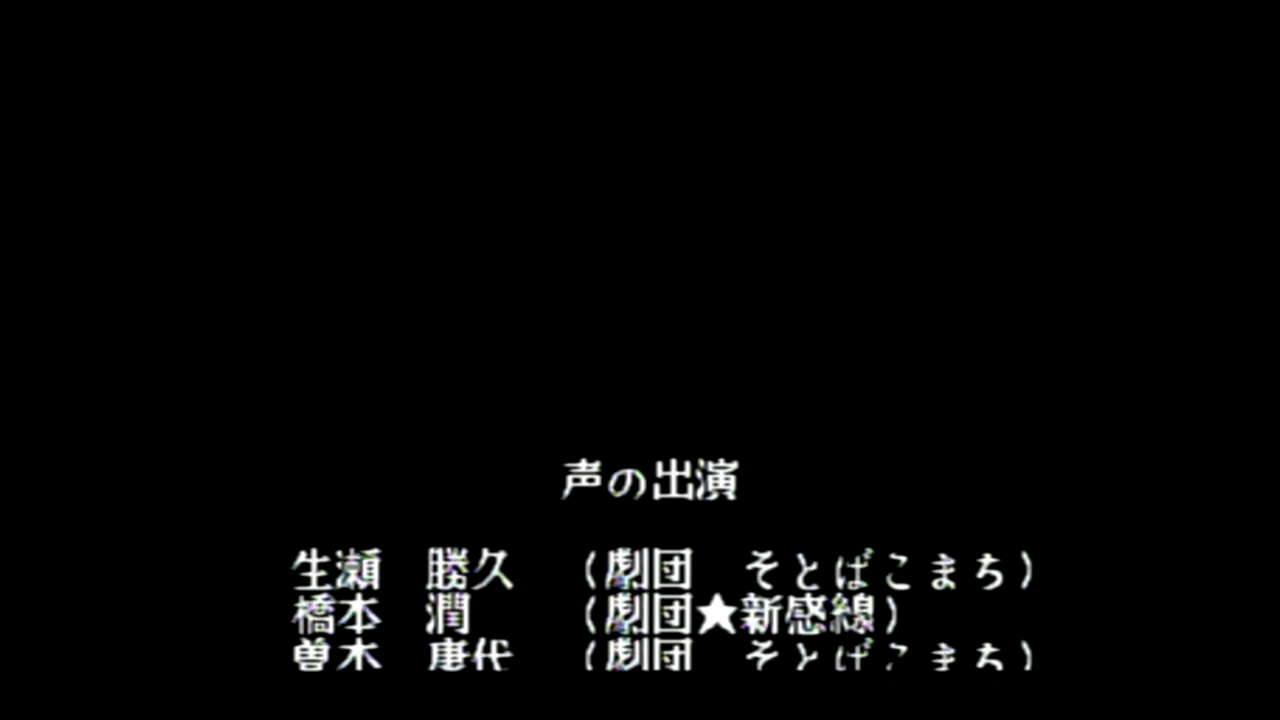 声の出演
生瀬 勝久 (劇団 そとばこまち)
橋本 潤 (劇団★新感線)
曽木 (劇団 そとばこまち)